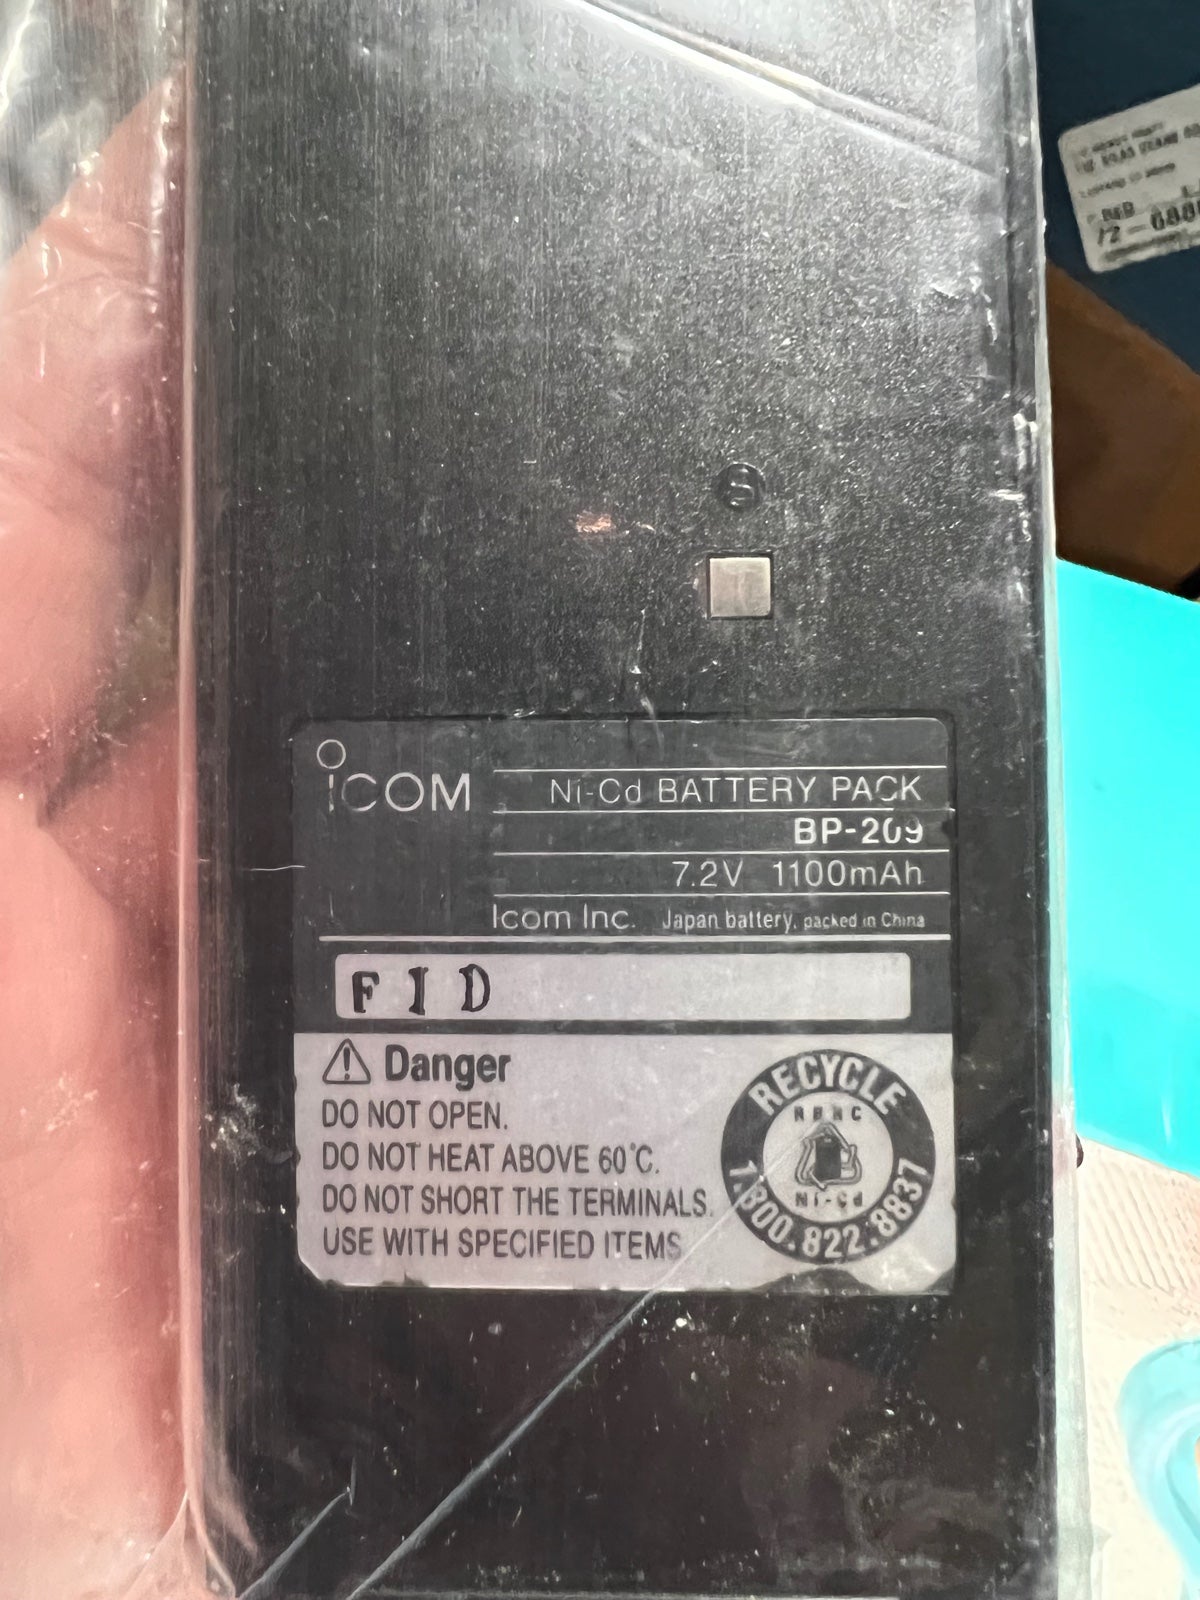 S
ICOM
Ni-Cd BATTERY PACK
BP-209
7.2V 1100mAh
Icom Inc. Japan battery, packed in China
F I D
Danger
DO NOT OPEN.
DO NOT HEAT ABOVE 60°C.
DO NOT SHORT THE TERMINALS.
USE WITH SPECIFIED ITEMS
RECYCLE
RBRC
Ni-Cd
1.800.822.8837